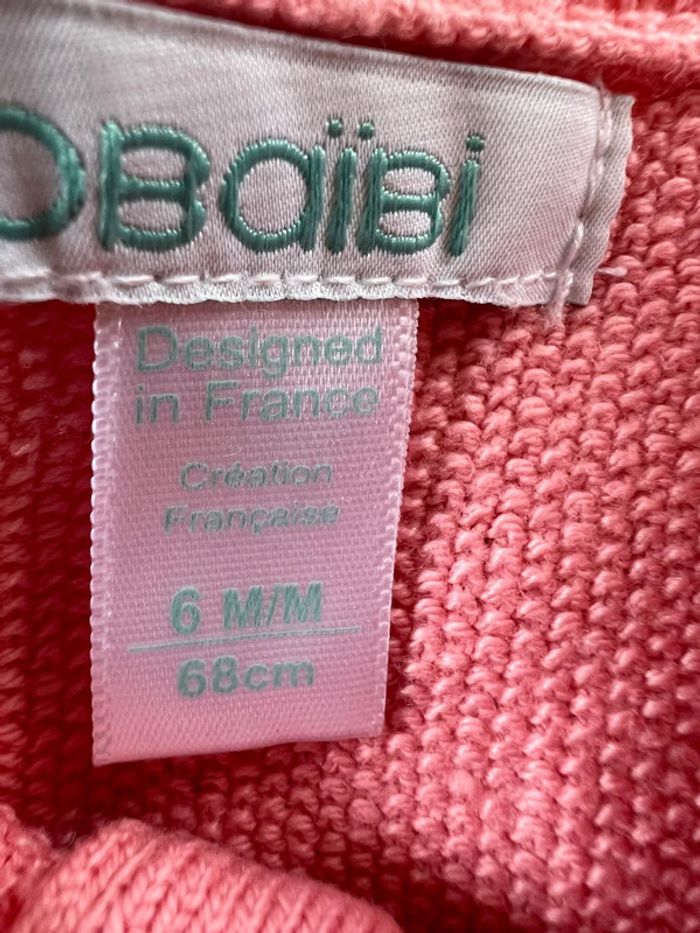 obaïbi
Designed
in France
Création
Française
6 M/M
68cm